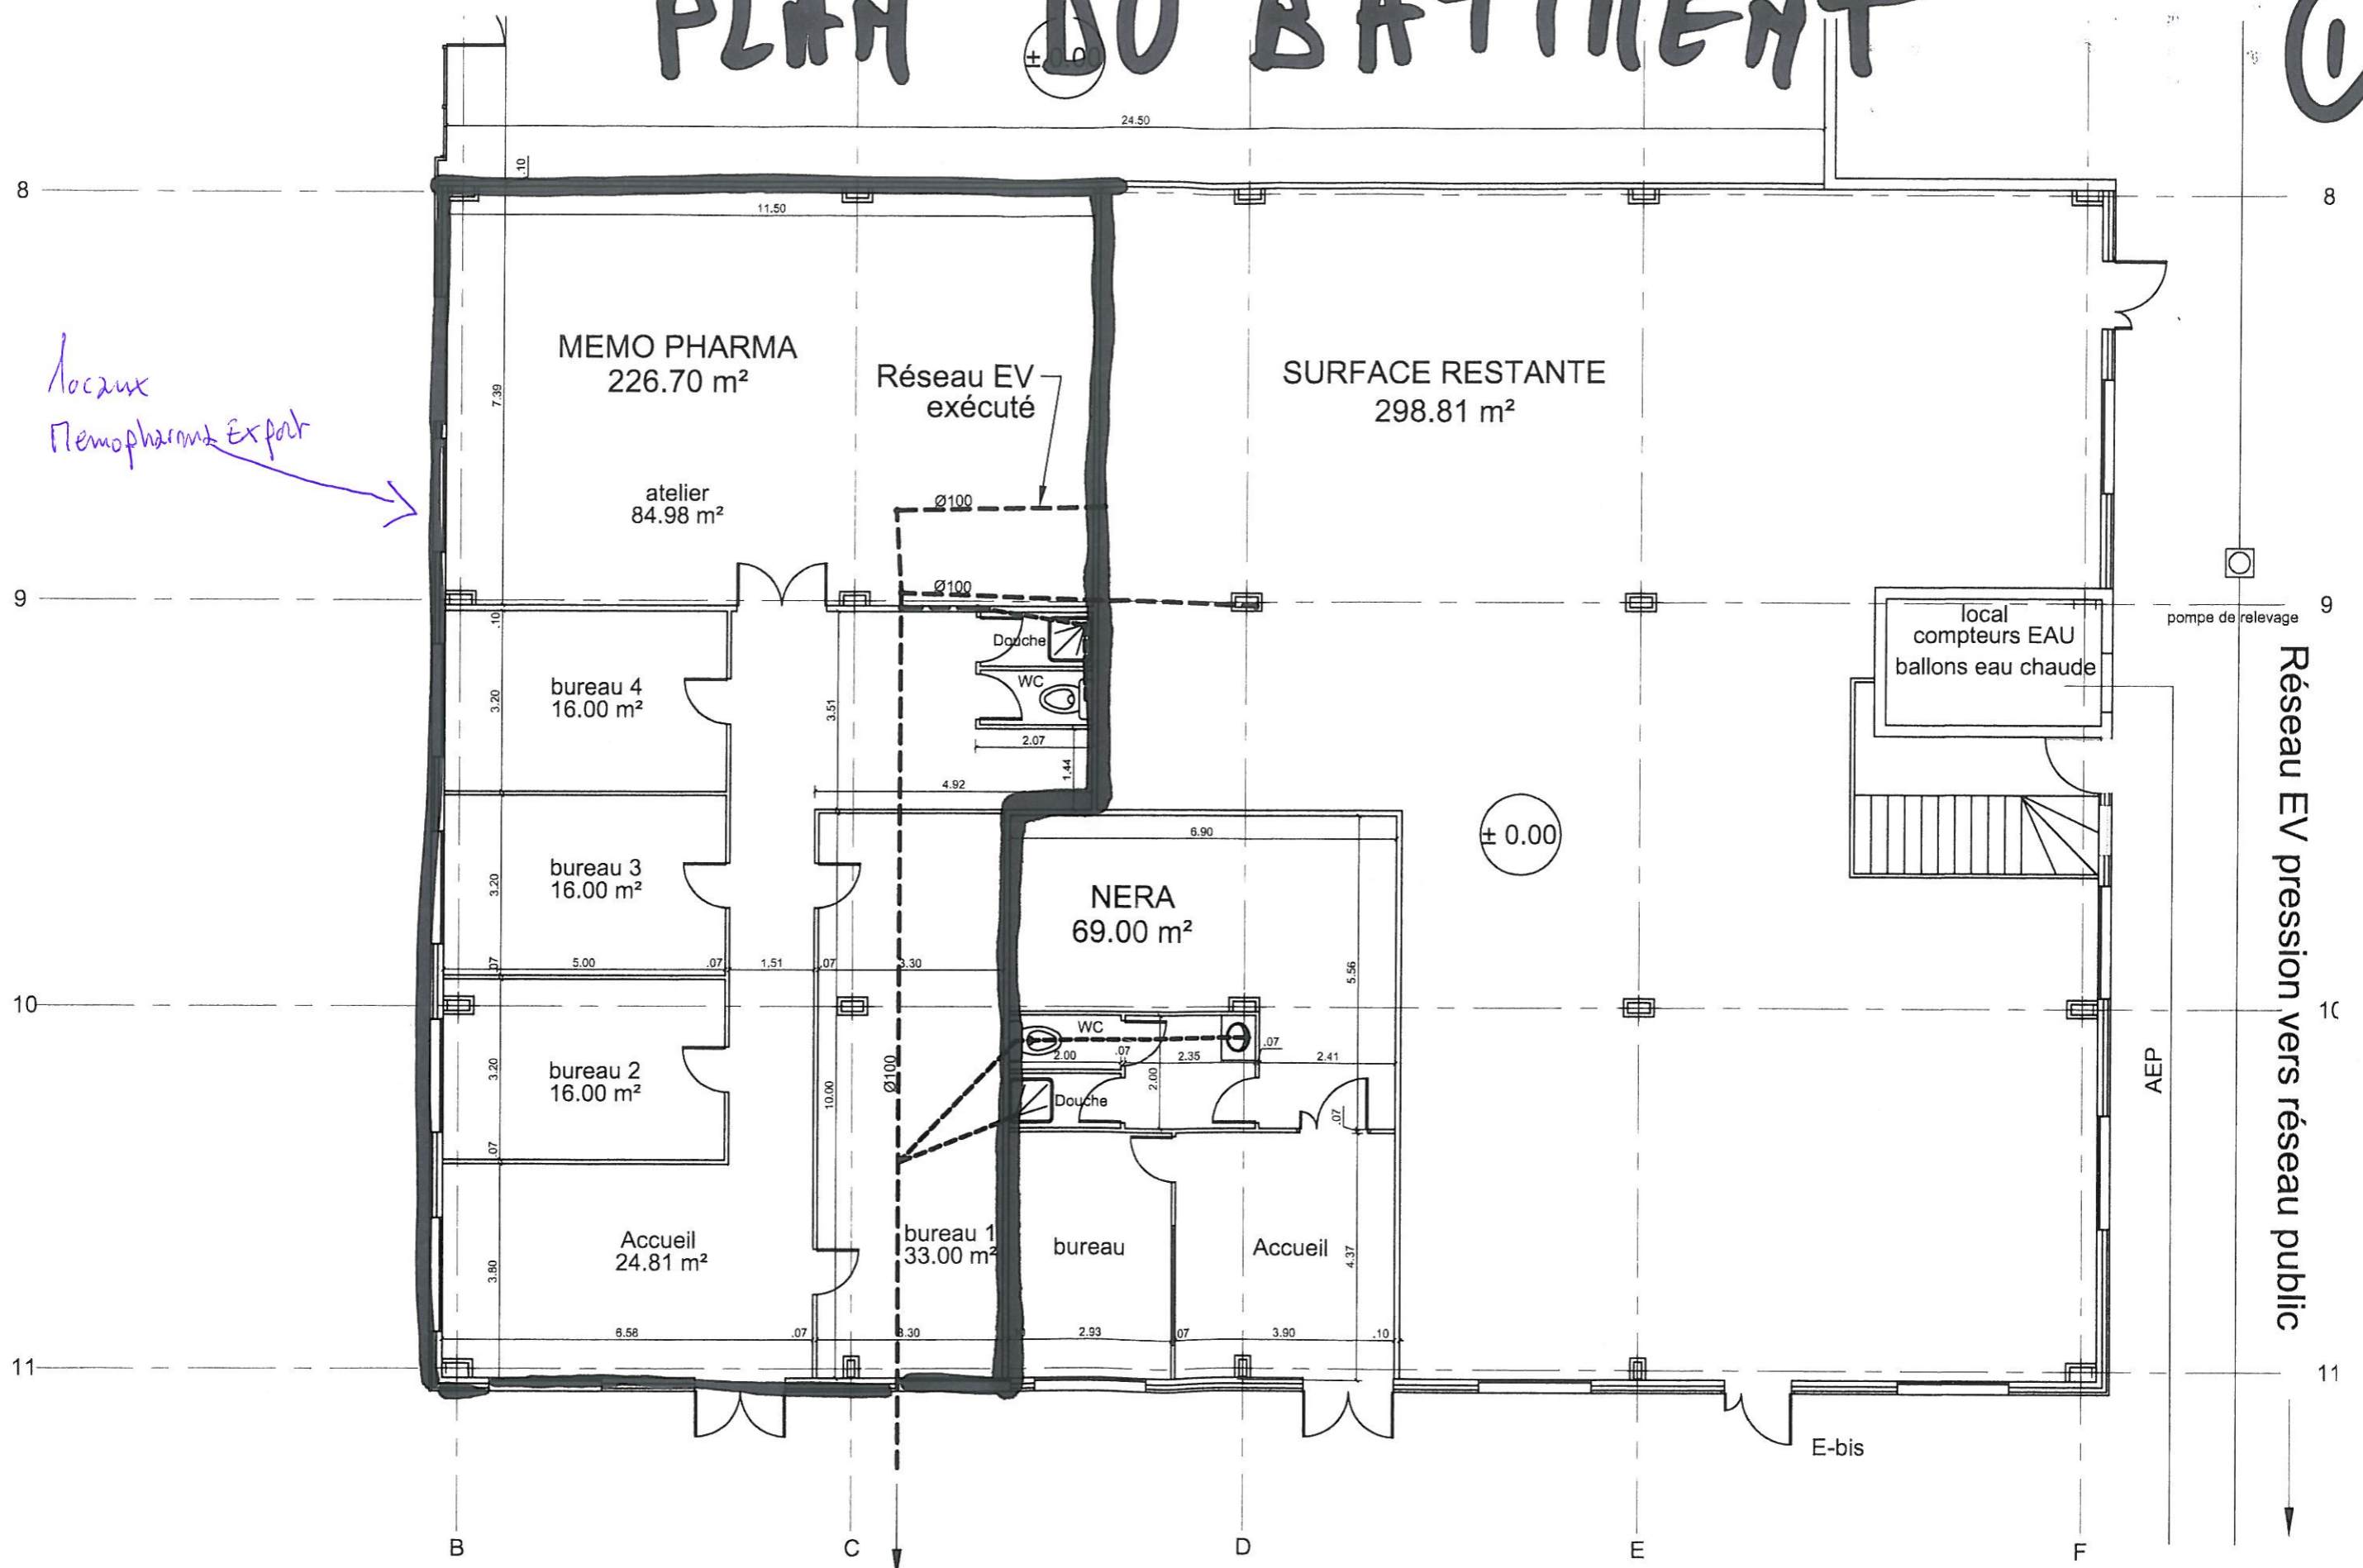 PLAN DU BATIMENT
1
± 0.00
24.50
.10
8
8
11.50
MEMO PHARMA
226.70 m²
Réseau EV
exécuté
SURFACE RESTANTE
298.81 m²
locaux
Memopharma Export
7.39
atelier
84.98 m²
Ø100
Ø100
9
9
.10
local
compteurs EAU
ballons eau chaude
pompe de relevage
Douche
WC
bureau 4
16.00 m²
3.20
3.51
2.07
1.44
4.92
6.90
± 0.00
bureau 3
16.00 m²
3.20
NERA
69.00 m²
.07
5.00
.07
1.51
.07
3.30
5.56
10
10
WC
2.00
.07
2.35
.07
2.41
2.00
Douche
.07
bureau 2
16.00 m²
3.20
10.00
Ø100
.07
AEP
Réseau EV pression vers réseau public
Accueil
24.81 m²
bureau 1
33.00 m²
bureau
Accueil
3.80
4.37
6.58
.07
3.30
2.93
07
3.90
.10
11
11
E-bis
B
C
D
E
F